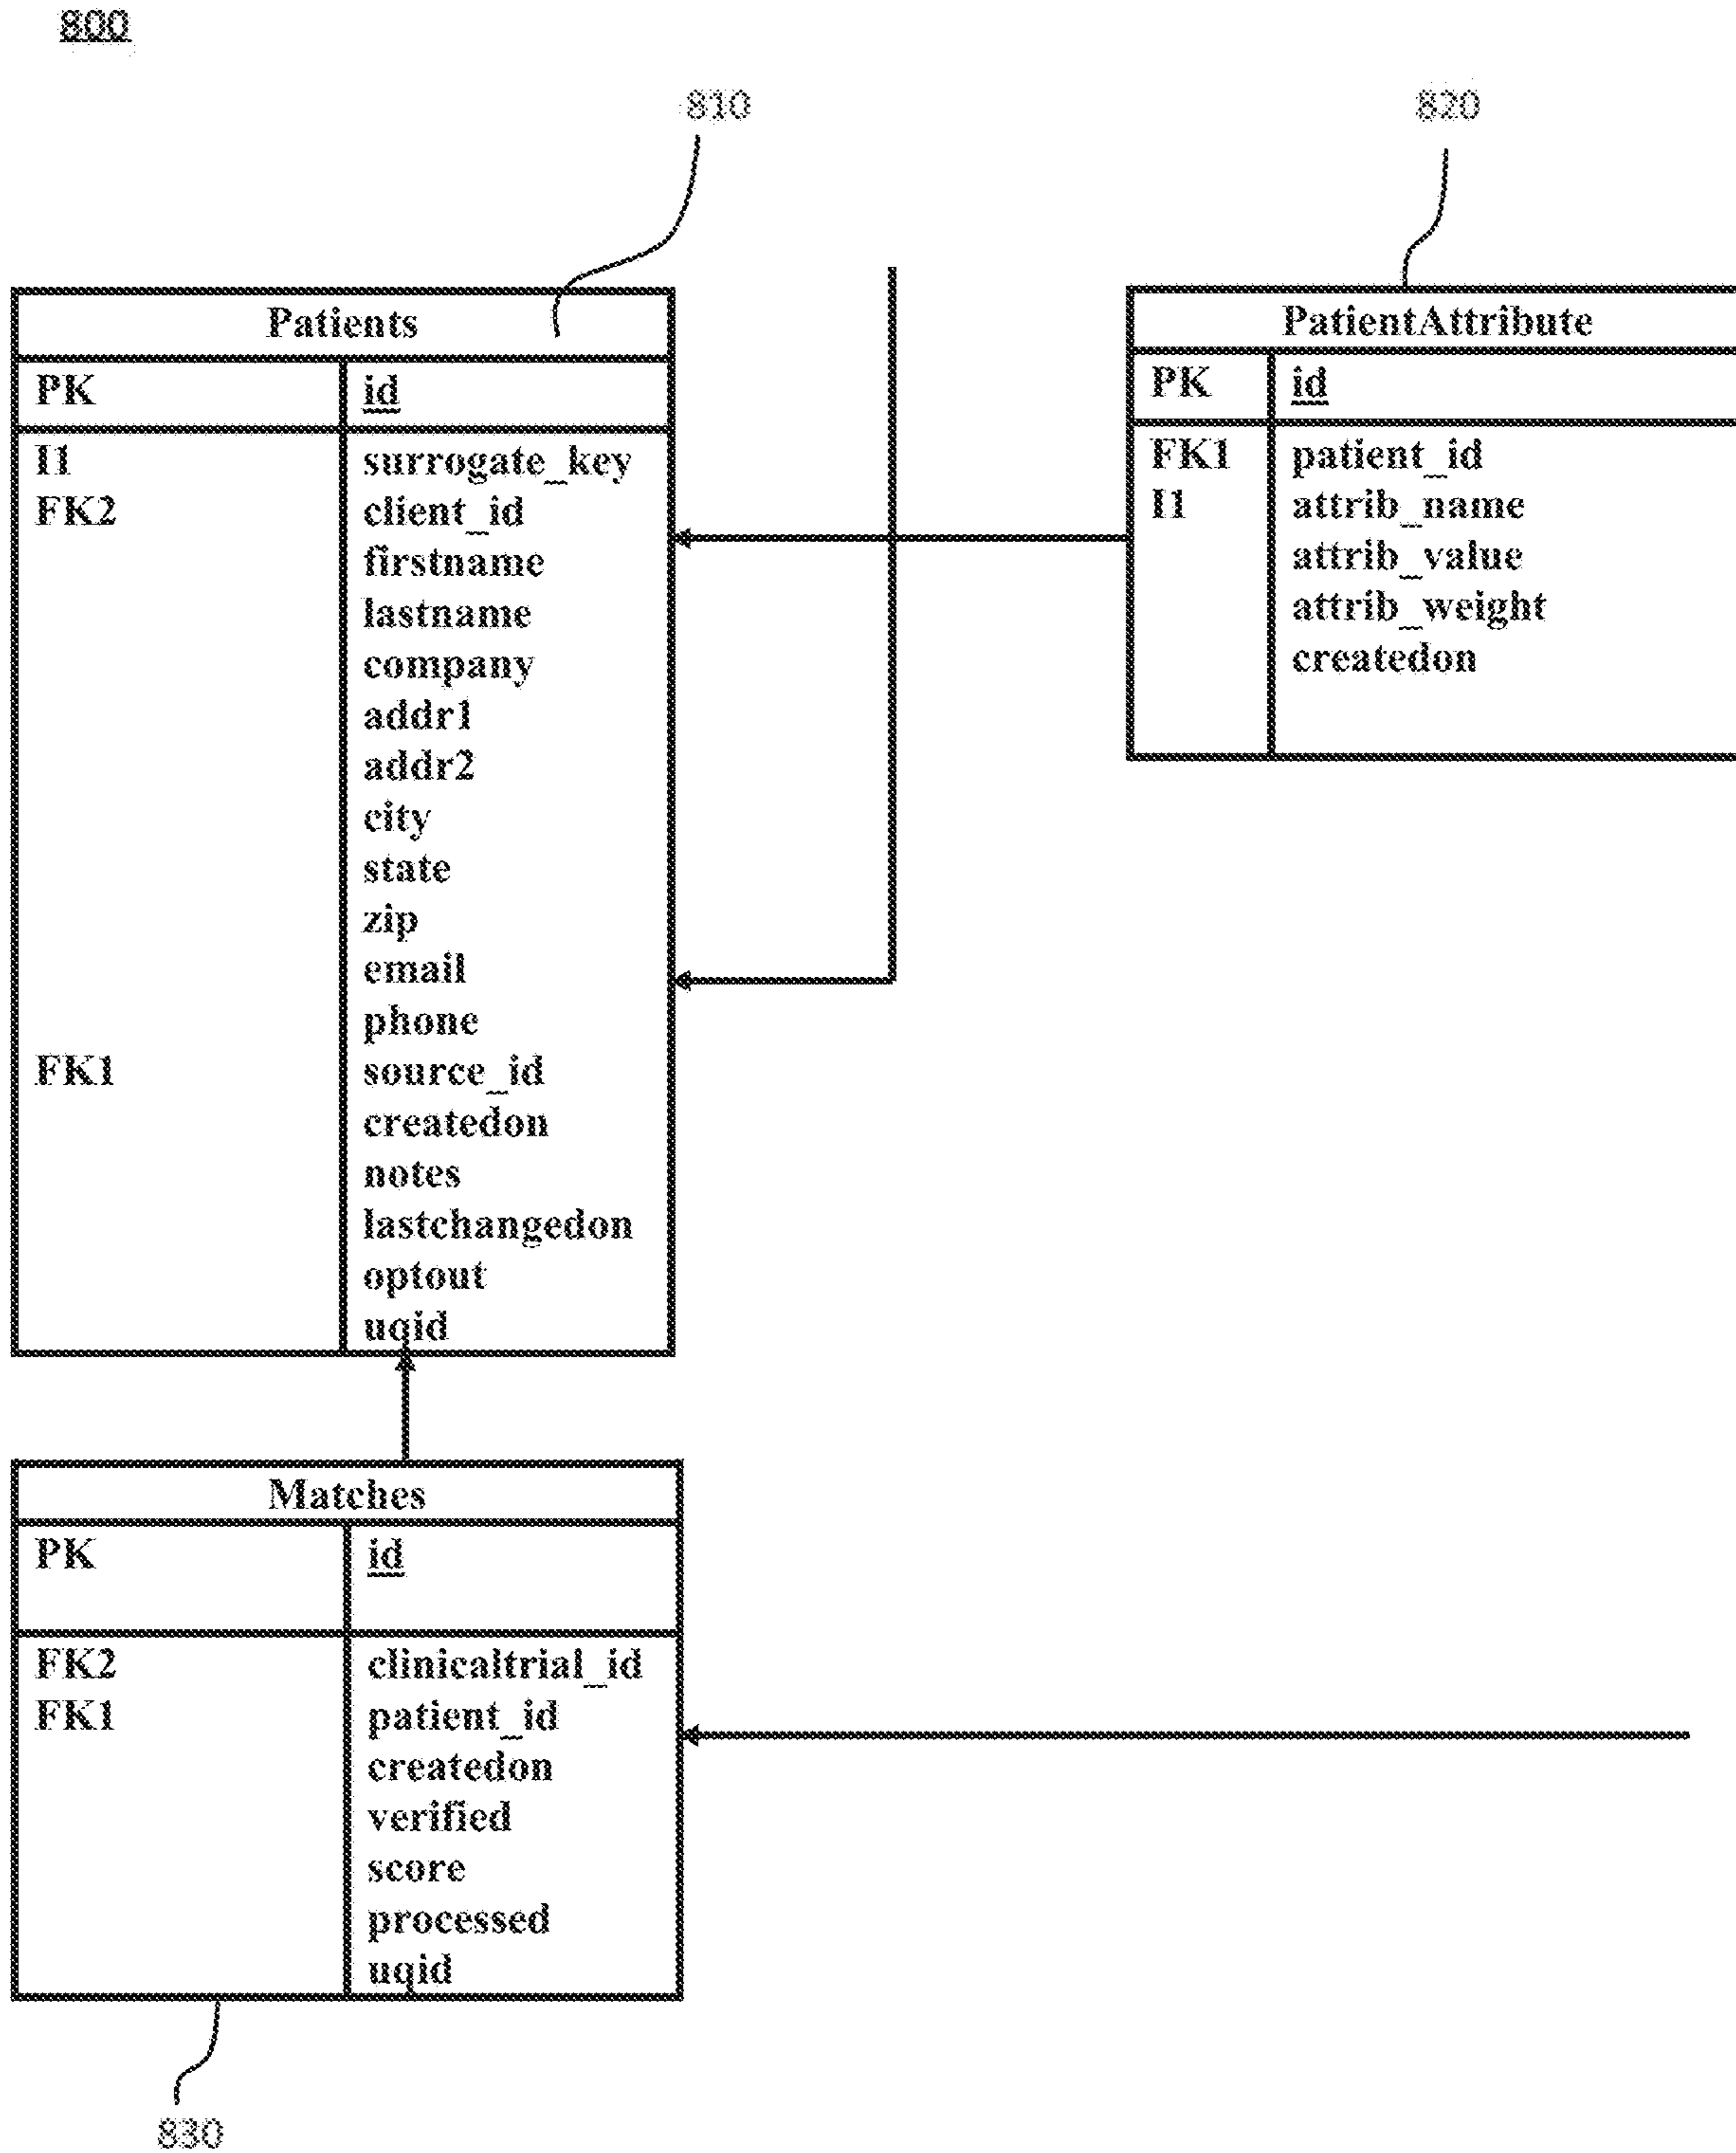 800
810
820
Patients
PK id
I1 surrogate_key
FK2 client_id
firstname
lastname
company
addr1
addr2
city
state
zip
email
phone
FK1 source_id
createdon
notes
lastchangedon
optout
uqid
PatientAttribute
PK id
FK1 patient_id
I1 attrib_name
attrib_value
attrib_weight
createdon
Matches
PK id
FK2 clinicaltrial_id
FK1 patient_id
createdon
verified
score
processed
uqid
830